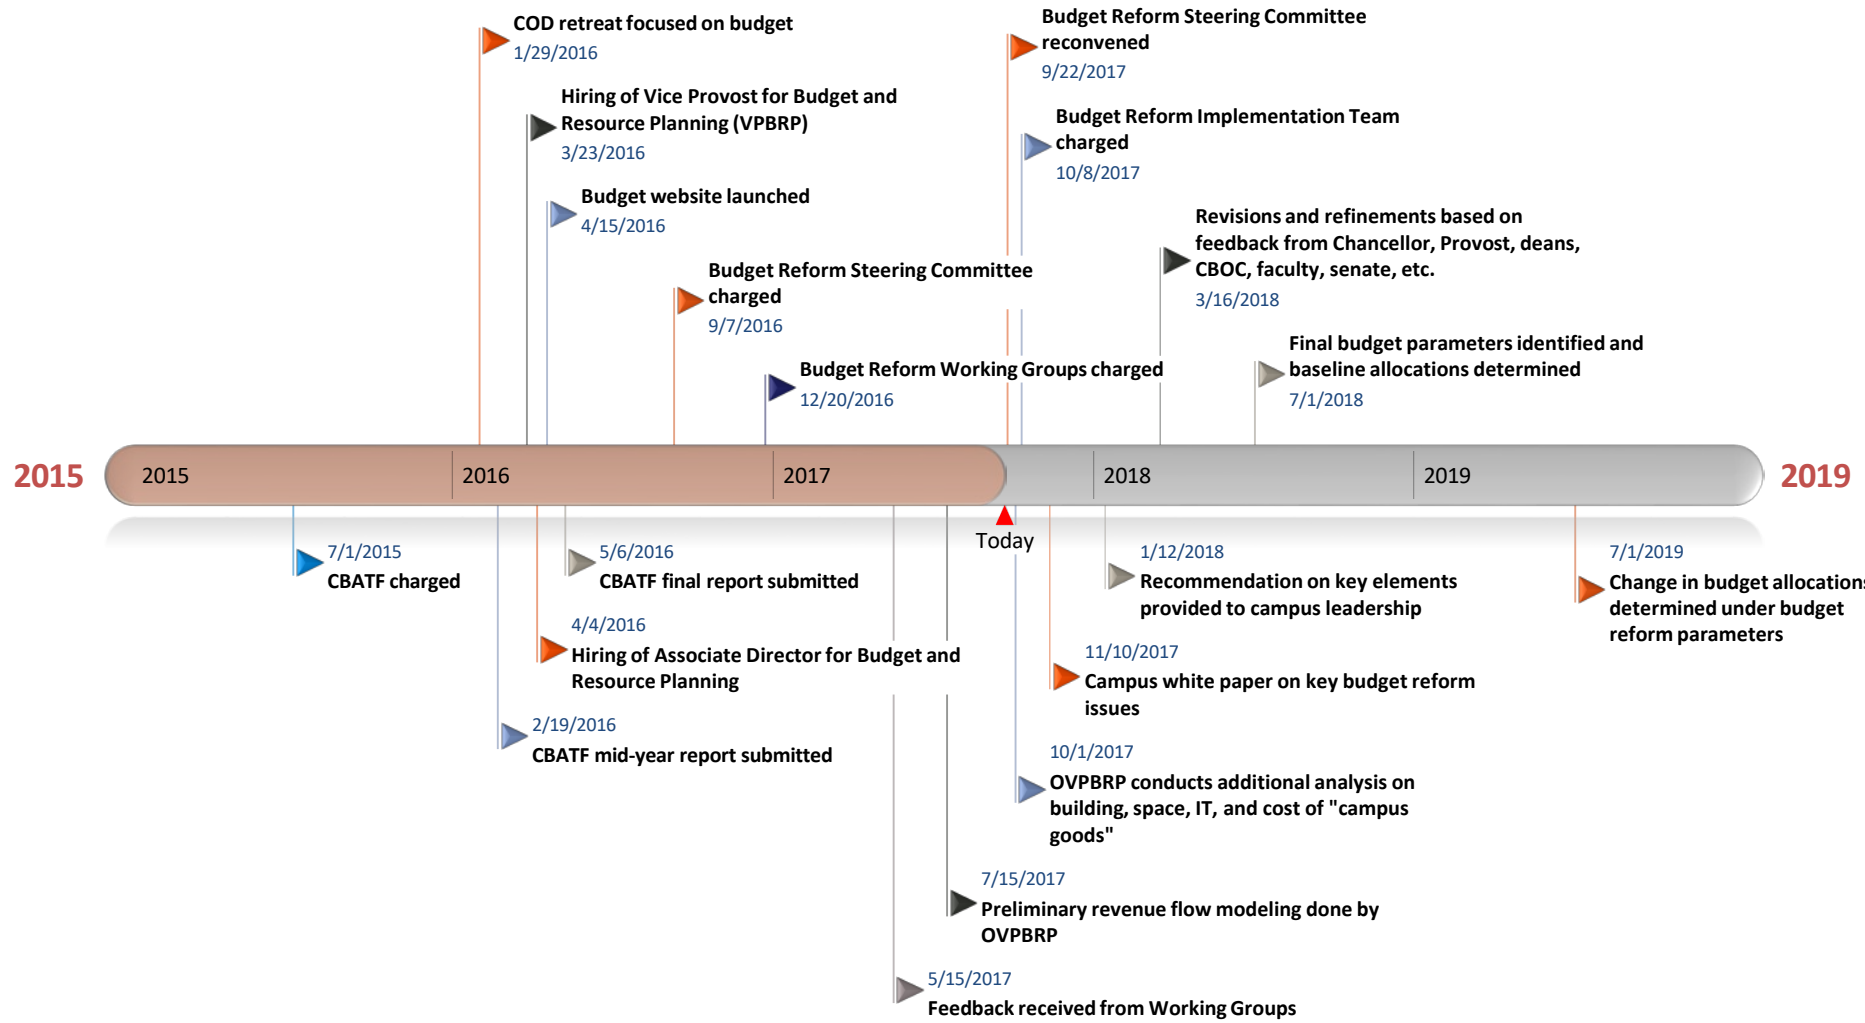 COD retreat focused on budget
1/29/2016
Budget Reform Steering Committee
reconvened
9/22/2017
Hiring of Vice Provost for Budget and
Resource Planning (VPBRP)
3/23/2016
Budget Reform Implementation Team
charged
10/8/2017
Budget website launched
4/15/2016
Revisions and refinements based on
feedback from Chancellor, Provost, deans,
CBOC, faculty, senate, etc.
3/16/2018
Budget Reform Steering Committee
charged
9/7/2016
Final budget parameters identified and
baseline allocations determined
7/1/2018
Budget Reform Working Groups charged
12/20/2016
2015
2015
2016
2017
2018
2019
2019
Today
7/1/2015
CBATF charged
5/6/2016
CBATF final report submitted
1/12/2018
Recommendation on key elements
provided to campus leadership
7/1/2019
Change in budget allocations
determined under budget
reform parameters
4/4/2016
Hiring of Associate Director for Budget and
Resource Planning
11/10/2017
Campus white paper on key budget reform
issues
2/19/2016
CBATF mid-year report submitted
10/1/2017
OVPBRP conducts additional analysis on
building, space, IT, and cost of "campus
goods"
7/15/2017
Preliminary revenue flow modeling done by
OVPBRP
5/15/2017
Feedback received from Working Groups